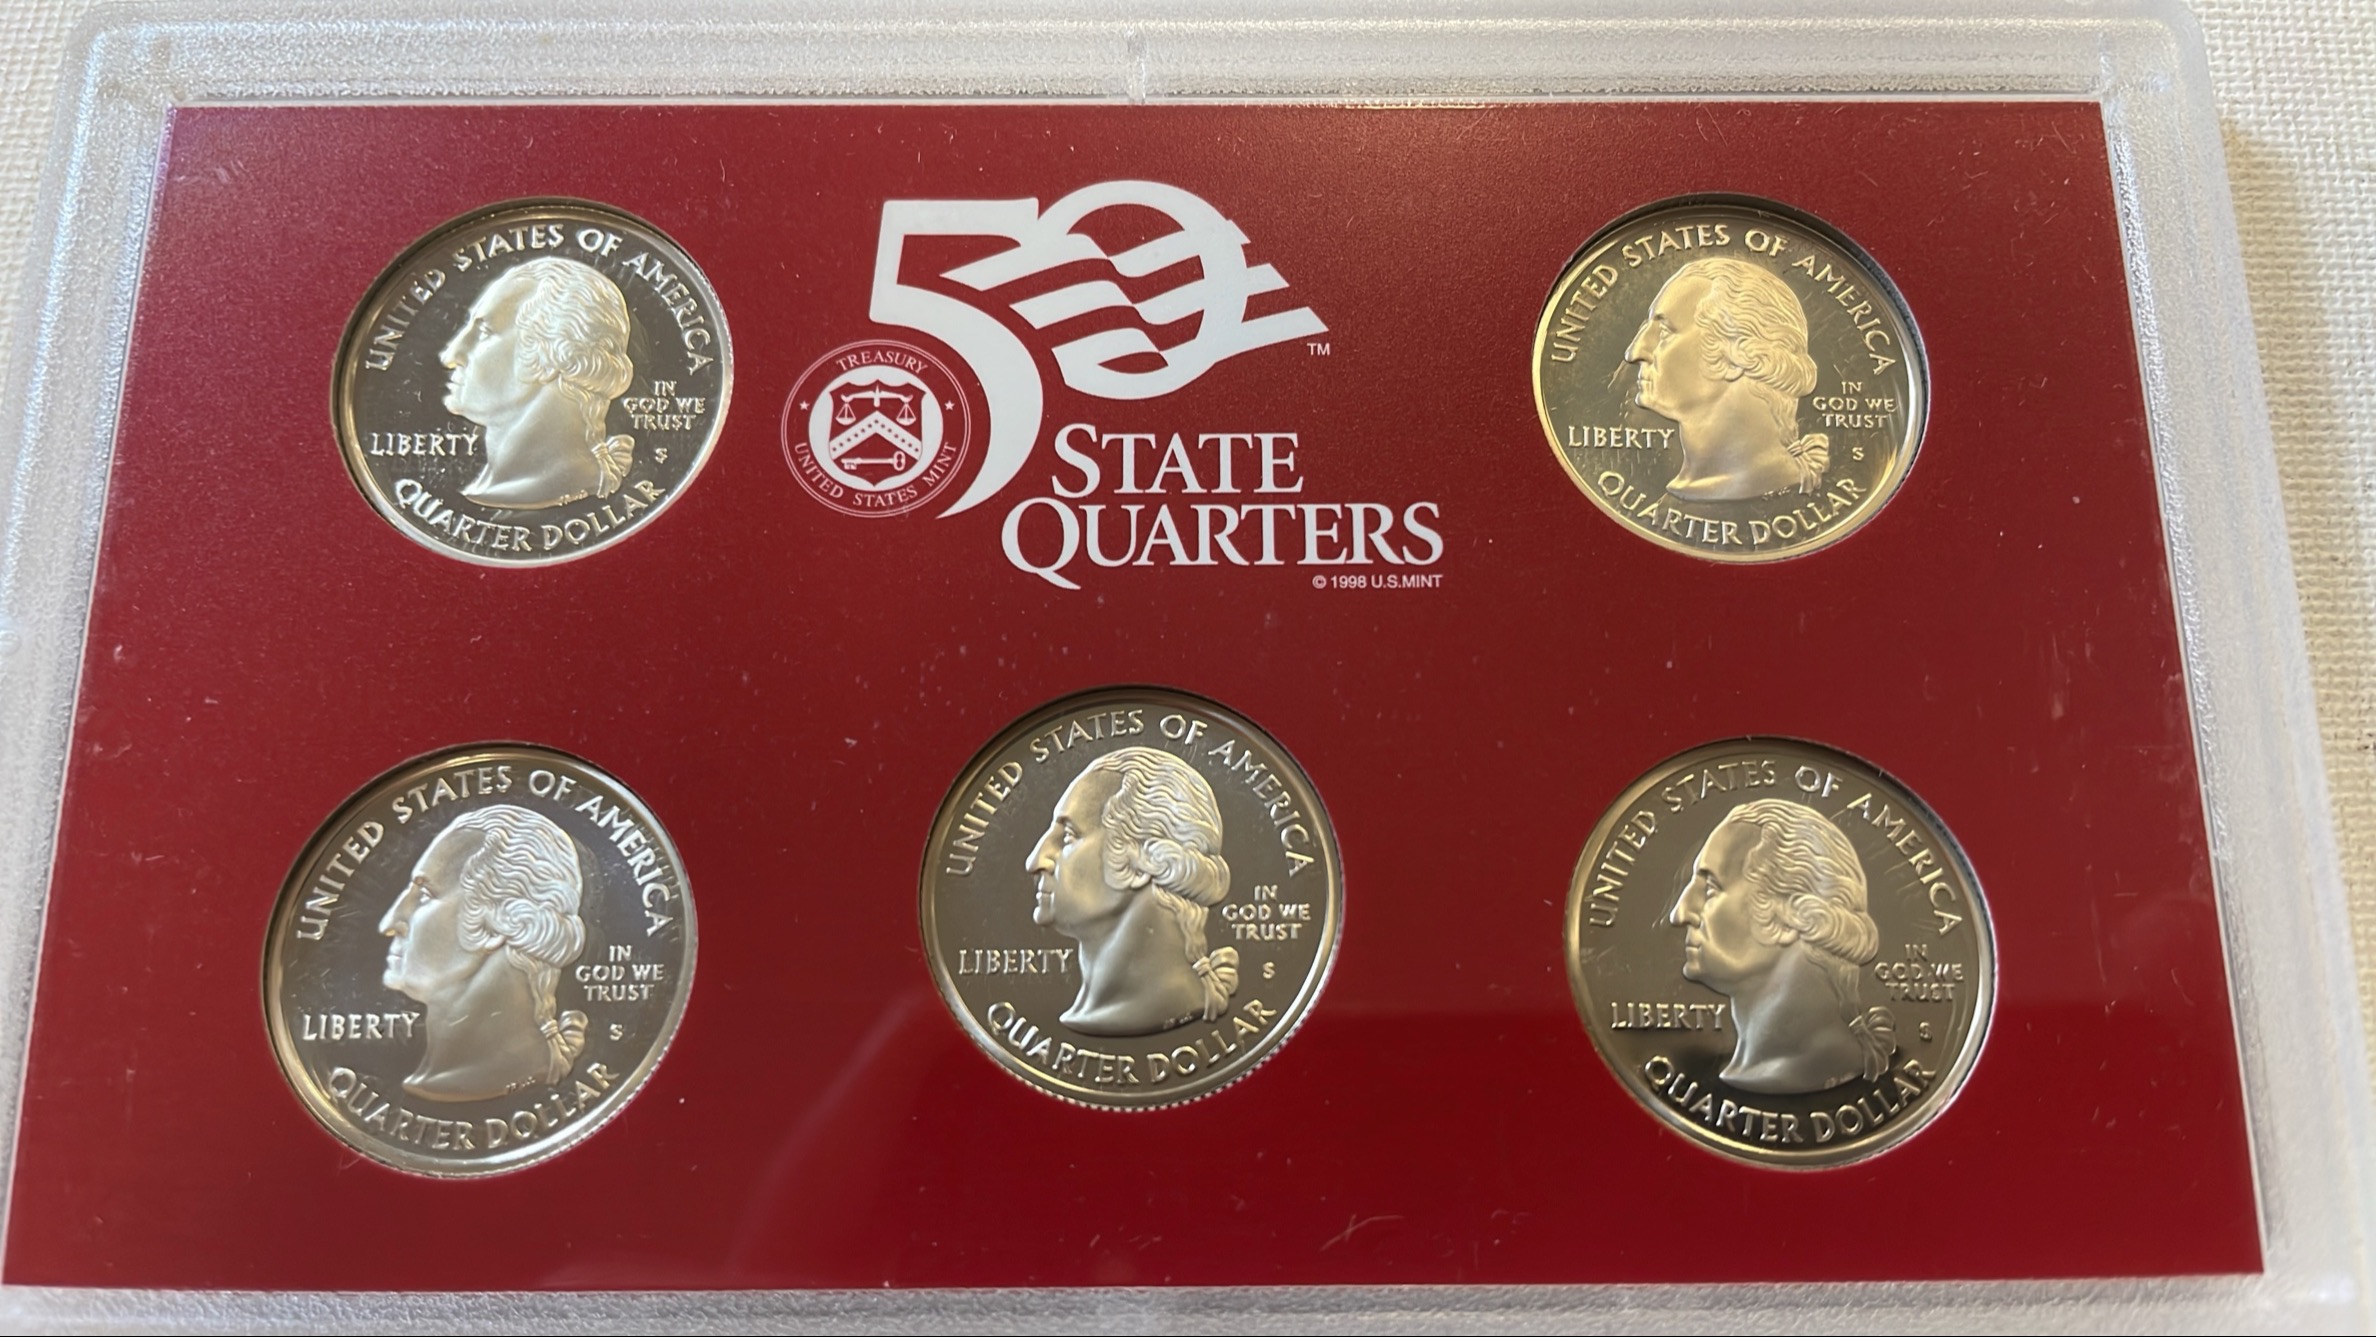 UNITED STATES OF AMERICA
IN
GOD WE
TRUST
LIBERTY
S
QUARTER DOLLAR
50
TM
TREASURY
UNITED STATES MINT
STATE
QUARTERS
© 1998 U.S.MINT
UNITED STATES OF AMERICA
IN
GOD WE
TRUST
LIBERTY
S
QUARTER DOLLAR
UNITED STATES OF AMERICA
IN
GOD WE
TRUST
LIBERTY
S
QUARTER DOLLAR
UNITED STATES OF AMERICA
IN
GOD WE
TRUST
LIBERTY
S
QUARTER DOLLAR
UNITED STATES OF AMERICA
IN
GOD WE
TRUST
LIBERTY
S
QUARTER DOLLAR